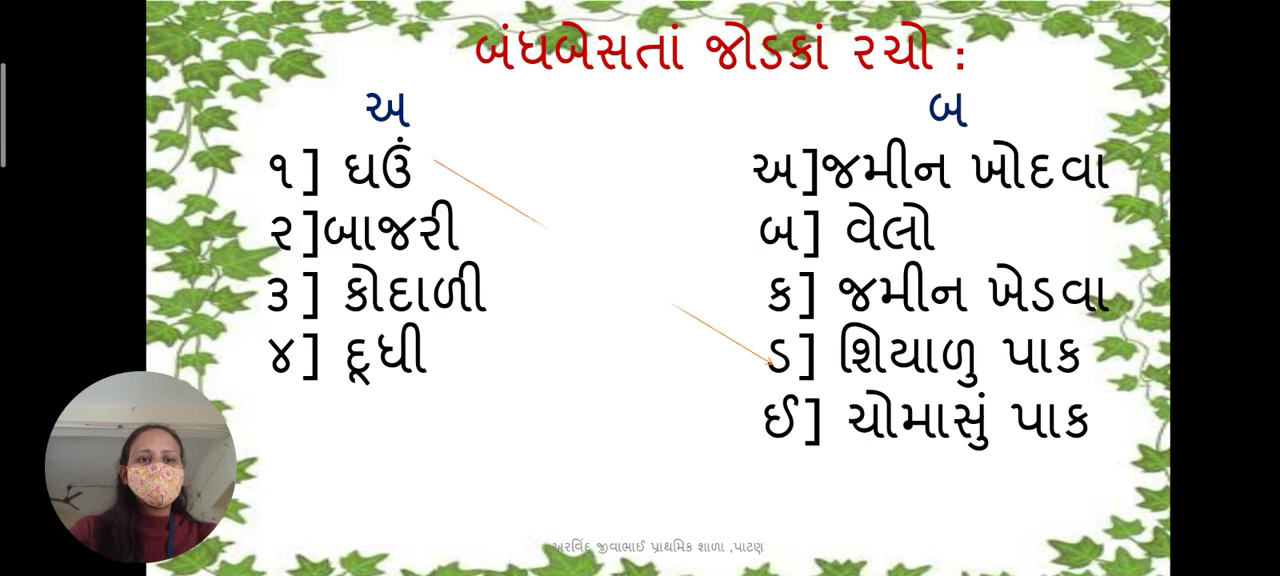 બંધબેસતાં જોડકાં રચો :
અ
બ
૧] ઘઉં
અ]જમીન ખોદવા
૨]બાજરી
બ] વેલો
૩] કોદાળી
ક] જમીન ખેડવા
૪] દૂધી
ડ] શિયાળુ પાક
ઈ] ચોમાસું પાક
અરવિંદ જીવાભાઈ પ્રાથમિક શાળા ,પાટણ